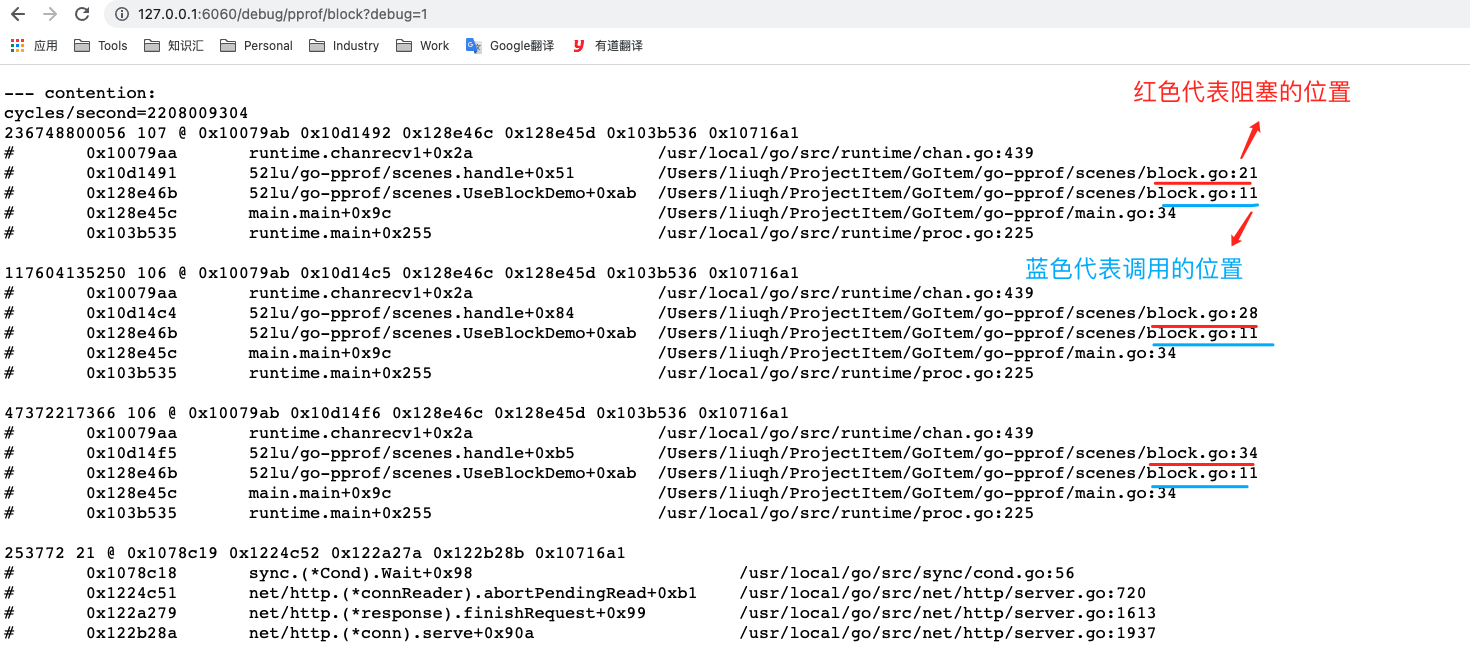 127.0.0.1:6060/debug/pprof/block?debug=1
应用 Tools 知识汇 Personal Industry Work Google翻译 有道翻译
红色代表阻塞的位置
--- contention:
cycles/second=2208009304
236748800056 107 @ 0x10079ab 0x10d1492 0x128e46c 0x128e45d 0x103b536 0x10716a1
# 0x10079aa runtime.chanrecv1+0x2a /usr/local/go/src/runtime/chan.go:439
# 0x10d1491 52lu/go-pprof/scenes.handle+0x51 /Users/liuqh/ProjectItem/GoItem/go-pprof/scenes/block.go:21
# 0x128e46b 52lu/go-pprof/scenes.UseBlockDemo+0xab /Users/liuqh/ProjectItem/GoItem/go-pprof/scenes/block.go:11
# 0x128e45c main.main+0x9c /Users/liuqh/ProjectItem/GoItem/go-pprof/main.go:34
# 0x103b535 runtime.main+0x255 /usr/local/go/src/runtime/proc.go:225
蓝色代表调用的位置
117604135250 106 @ 0x10079ab 0x10d14c5 0x128e46c 0x128e45d 0x103b536 0x10716a1
# 0x10079aa runtime.chanrecv1+0x2a /usr/local/go/src/runtime/chan.go:439
# 0x10d14c4 52lu/go-pprof/scenes.handle+0x84 /Users/liuqh/ProjectItem/GoItem/go-pprof/scenes/block.go:28
# 0x128e46b 52lu/go-pprof/scenes.UseBlockDemo+0xab /Users/liuqh/ProjectItem/GoItem/go-pprof/scenes/block.go:11
# 0x128e45c main.main+0x9c /Users/liuqh/ProjectItem/GoItem/go-pprof/main.go:34
# 0x103b535 runtime.main+0x255 /usr/local/go/src/runtime/proc.go:225
47372217366 106 @ 0x10079ab 0x10d14f6 0x128e46c 0x128e45d 0x103b536 0x10716a1
# 0x10079aa runtime.chanrecv1+0x2a /usr/local/go/src/runtime/chan.go:439
# 0x10d14f5 52lu/go-pprof/scenes.handle+0xb5 /Users/liuqh/ProjectItem/GoItem/go-pprof/scenes/block.go:34
# 0x128e46b 52lu/go-pprof/scenes.UseBlockDemo+0xab /Users/liuqh/ProjectItem/GoItem/go-pprof/scenes/block.go:11
# 0x128e45c main.main+0x9c /Users/liuqh/ProjectItem/GoItem/go-pprof/main.go:34
# 0x103b535 runtime.main+0x255 /usr/local/go/src/runtime/proc.go:225
253772 21 @ 0x1078c19 0x1224c52 0x122a27a 0x122b28b 0x10716a1
# 0x1078c18 sync.(*Cond).Wait+0x98 /usr/local/go/src/sync/cond.go:56
# 0x1224c51 net/http.(*connReader).abortPendingRead+0xb1 /usr/local/go/src/net/http/server.go:720
# 0x122a279 net/http.(*response).finishRequest+0x99 /usr/local/go/src/net/http/server.go:1613
# 0x122b28a net/http.(*conn).serve+0x90a /usr/local/go/src/net/http/server.go:1937